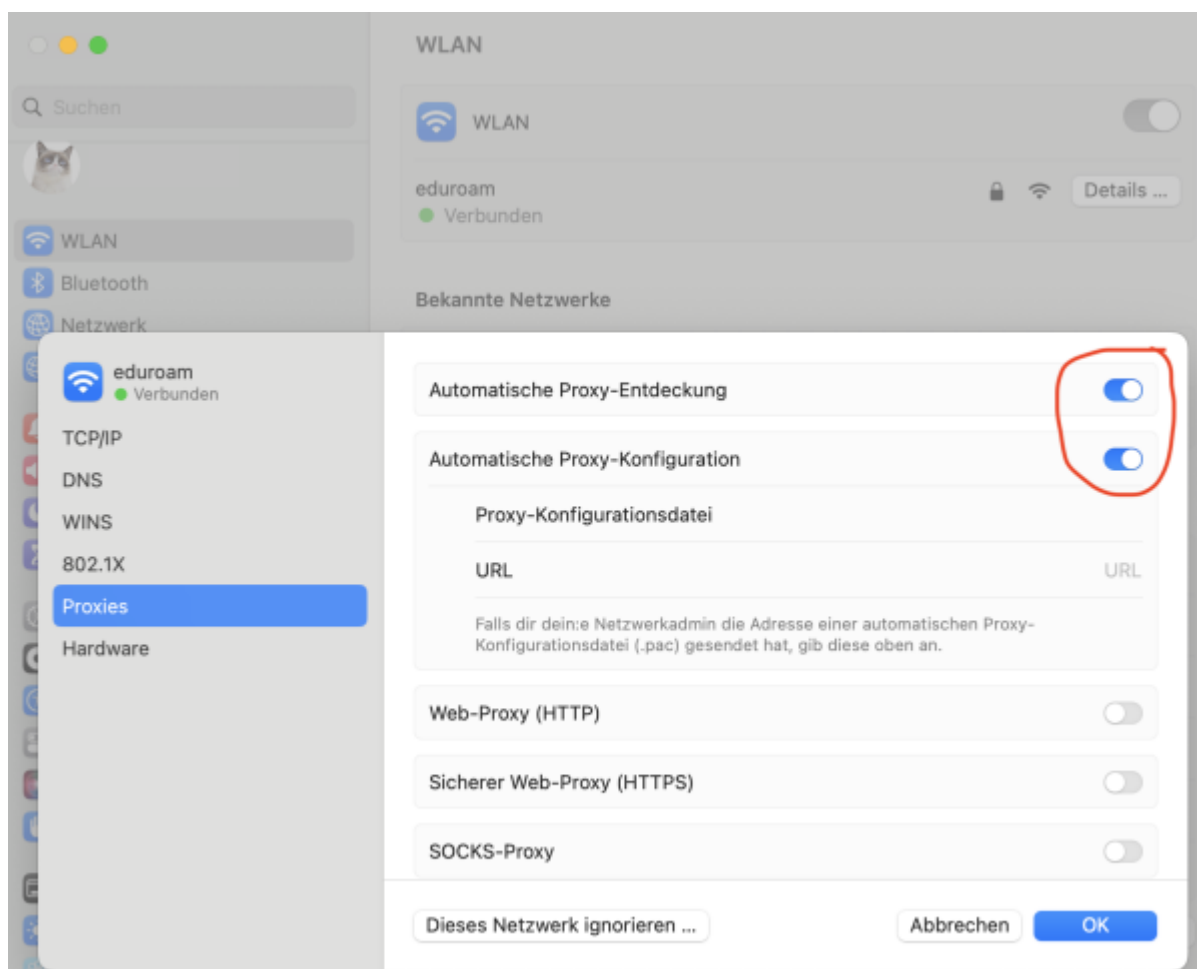 WLAN
Suchen
WLAN
eduroam
Details ...
Verbunden
WLAN
Bluetooth
Bekannte Netzwerke
Netzwerk
eduroam
Verbunden
TCP/IP
DNS
WINS
802.1X
Proxies
Hardware
Automatische Proxy-Entdeckung
Automatische Proxy-Konfiguration
Proxy-Konfigurationsdatei
URL
URL
Falls dir dein:e Netzwerkadmin die Adresse einer automatischen Proxy-
Konfigurationsdatei (.pac) gesendet hat, gib diese oben an.
Web-Proxy (HTTP)
Sicherer Web-Proxy (HTTPS)
SOCKS-Proxy
Dieses Netzwerk ignorieren ...
Abbrechen
OK